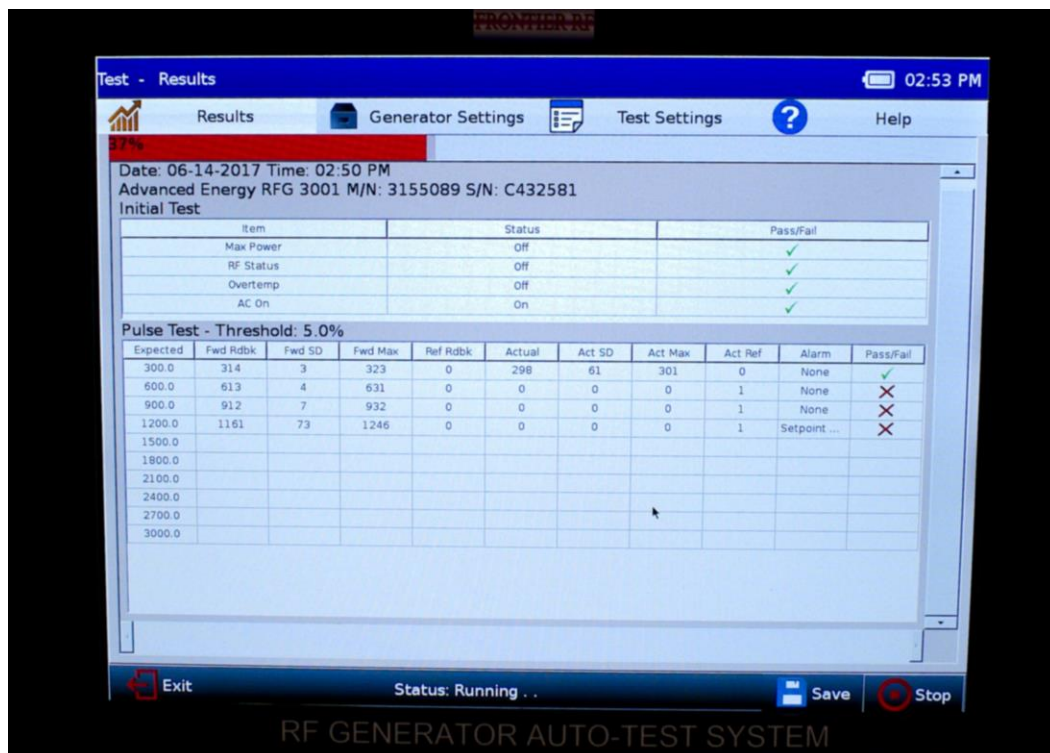 FRONTIER RF
Test - Results 02:53 PM
Results Generator Settings Test Settings ? Help
37%
Date: 06-14-2017 Time: 02:50 PM
Advanced Energy RFG 3001 M/N: 3155089 S/N: C432581
Initial Test
Item Status Pass/Fail
Max Power Off ✓
RF Status Off ✓
Overtemp Off ✓
AC On On ✓
Pulse Test - Threshold: 5.0%
Expected Fwd Rdbk Fwd SD Fwd Max Ref Rdbk Actual Act SD Act Max Act Ref Alarm Pass/Fail
300.0 314 3 323 0 298 61 301 0 None ✓
600.0 613 4 631 0 0 0 0 1 None ✕
900.0 912 7 932 0 0 0 0 1 None ✕
1200.0 1161 73 1246 0 0 0 0 1 Setpoint ... ✕
1500.0
1800.0
2100.0
2400.0
2700.0
3000.0
Exit Status: Running . . Save Stop
RF GENERATOR AUTO-TEST SYSTEM